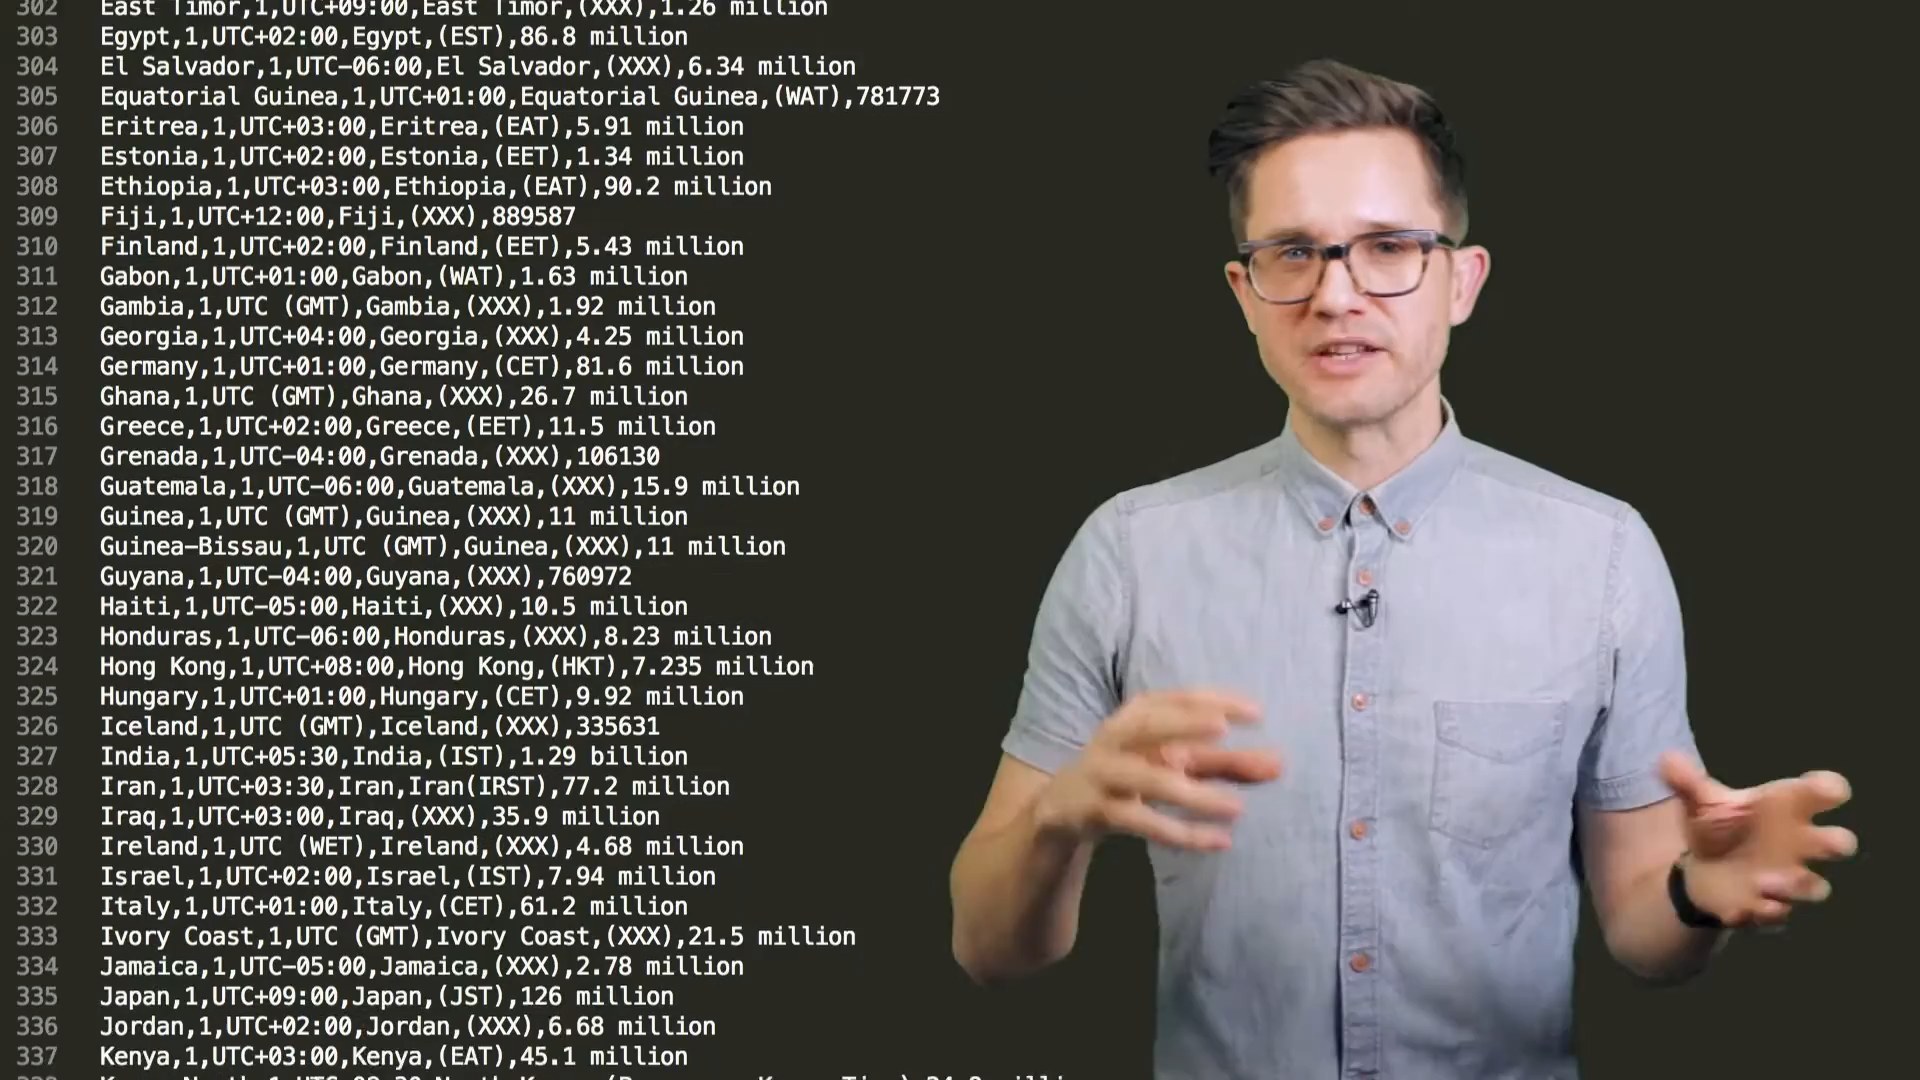 302 East Timor,1,UTC+09:00,East Timor,(XXX),1.26 million
303 Egypt,1,UTC+02:00,Egypt,(EST),86.8 million
304 El Salvador,1,UTC−06:00,El Salvador,(XXX),6.34 million
305 Equatorial Guinea,1,UTC+01:00,Equatorial Guinea,(WAT),781773
306 Eritrea,1,UTC+03:00,Eritrea,(EAT),5.91 million
307 Estonia,1,UTC+02:00,Estonia,(EET),1.34 million
308 Ethiopia,1,UTC+03:00,Ethiopia,(EAT),90.2 million
309 Fiji,1,UTC+12:00,Fiji,(XXX),889587
310 Finland,1,UTC+02:00,Finland,(EET),5.43 million
311 Gabon,1,UTC+01:00,Gabon,(WAT),1.63 million
312 Gambia,1,UTC (GMT),Gambia,(XXX),1.92 million
313 Georgia,1,UTC+04:00,Georgia,(XXX),4.25 million
314 Germany,1,UTC+01:00,Germany,(CET),81.6 million
315 Ghana,1,UTC (GMT),Ghana,(XXX),26.7 million
316 Greece,1,UTC+02:00,Greece,(EET),11.5 million
317 Grenada,1,UTC−04:00,Grenada,(XXX),106130
318 Guatemala,1,UTC−06:00,Guatemala,(XXX),15.9 million
319 Guinea,1,UTC (GMT),Guinea,(XXX),11 million
320 Guinea−Bissau,1,UTC (GMT),Guinea,(XXX),11 million
321 Guyana,1,UTC−04:00,Guyana,(XXX),760972
322 Haiti,1,UTC−05:00,Haiti,(XXX),10.5 million
323 Honduras,1,UTC−06:00,Honduras,(XXX),8.23 million
324 Hong Kong,1,UTC+08:00,Hong Kong,(HKT),7.235 million
325 Hungary,1,UTC+01:00,Hungary,(CET),9.92 million
326 Iceland,1,UTC (GMT),Iceland,(XXX),335631
327 India,1,UTC+05:30,India,(IST),1.29 billion
328 Iran,1,UTC+03:30,Iran,Iran(IRST),77.2 million
329 Iraq,1,UTC+03:00,Iraq,(XXX),35.9 million
330 Ireland,1,UTC (WET),Ireland,(XXX),4.68 million
331 Israel,1,UTC+02:00,Israel,(IST),7.94 million
332 Italy,1,UTC+01:00,Italy,(CET),61.2 million
333 Ivory Coast,1,UTC (GMT),Ivory Coast,(XXX),21.5 million
334 Jamaica,1,UTC−05:00,Jamaica,(XXX),2.78 million
335 Japan,1,UTC+09:00,Japan,(JST),126 million
336 Jordan,1,UTC+02:00,Jordan,(XXX),6.68 million
337 Kenya,1,UTC+03:00,Kenya,(EAT),45.1 million